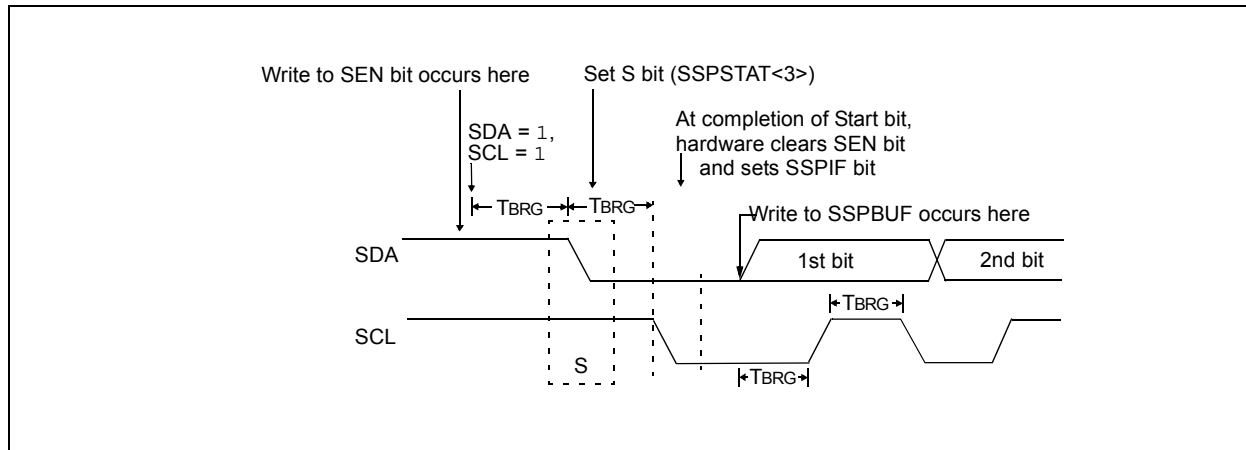 Write to SEN bit occurs here
Set S bit (SSPSTAT<3>)
SDA = 1,
SCL = 1
At completion of Start bit,
hardware clears SEN bit
and sets SSPIF bit
TBRG
TBRG
Write to SSPBUF occurs here
SDA
1st bit
2nd bit
TBRG
SCL
S
TBRG